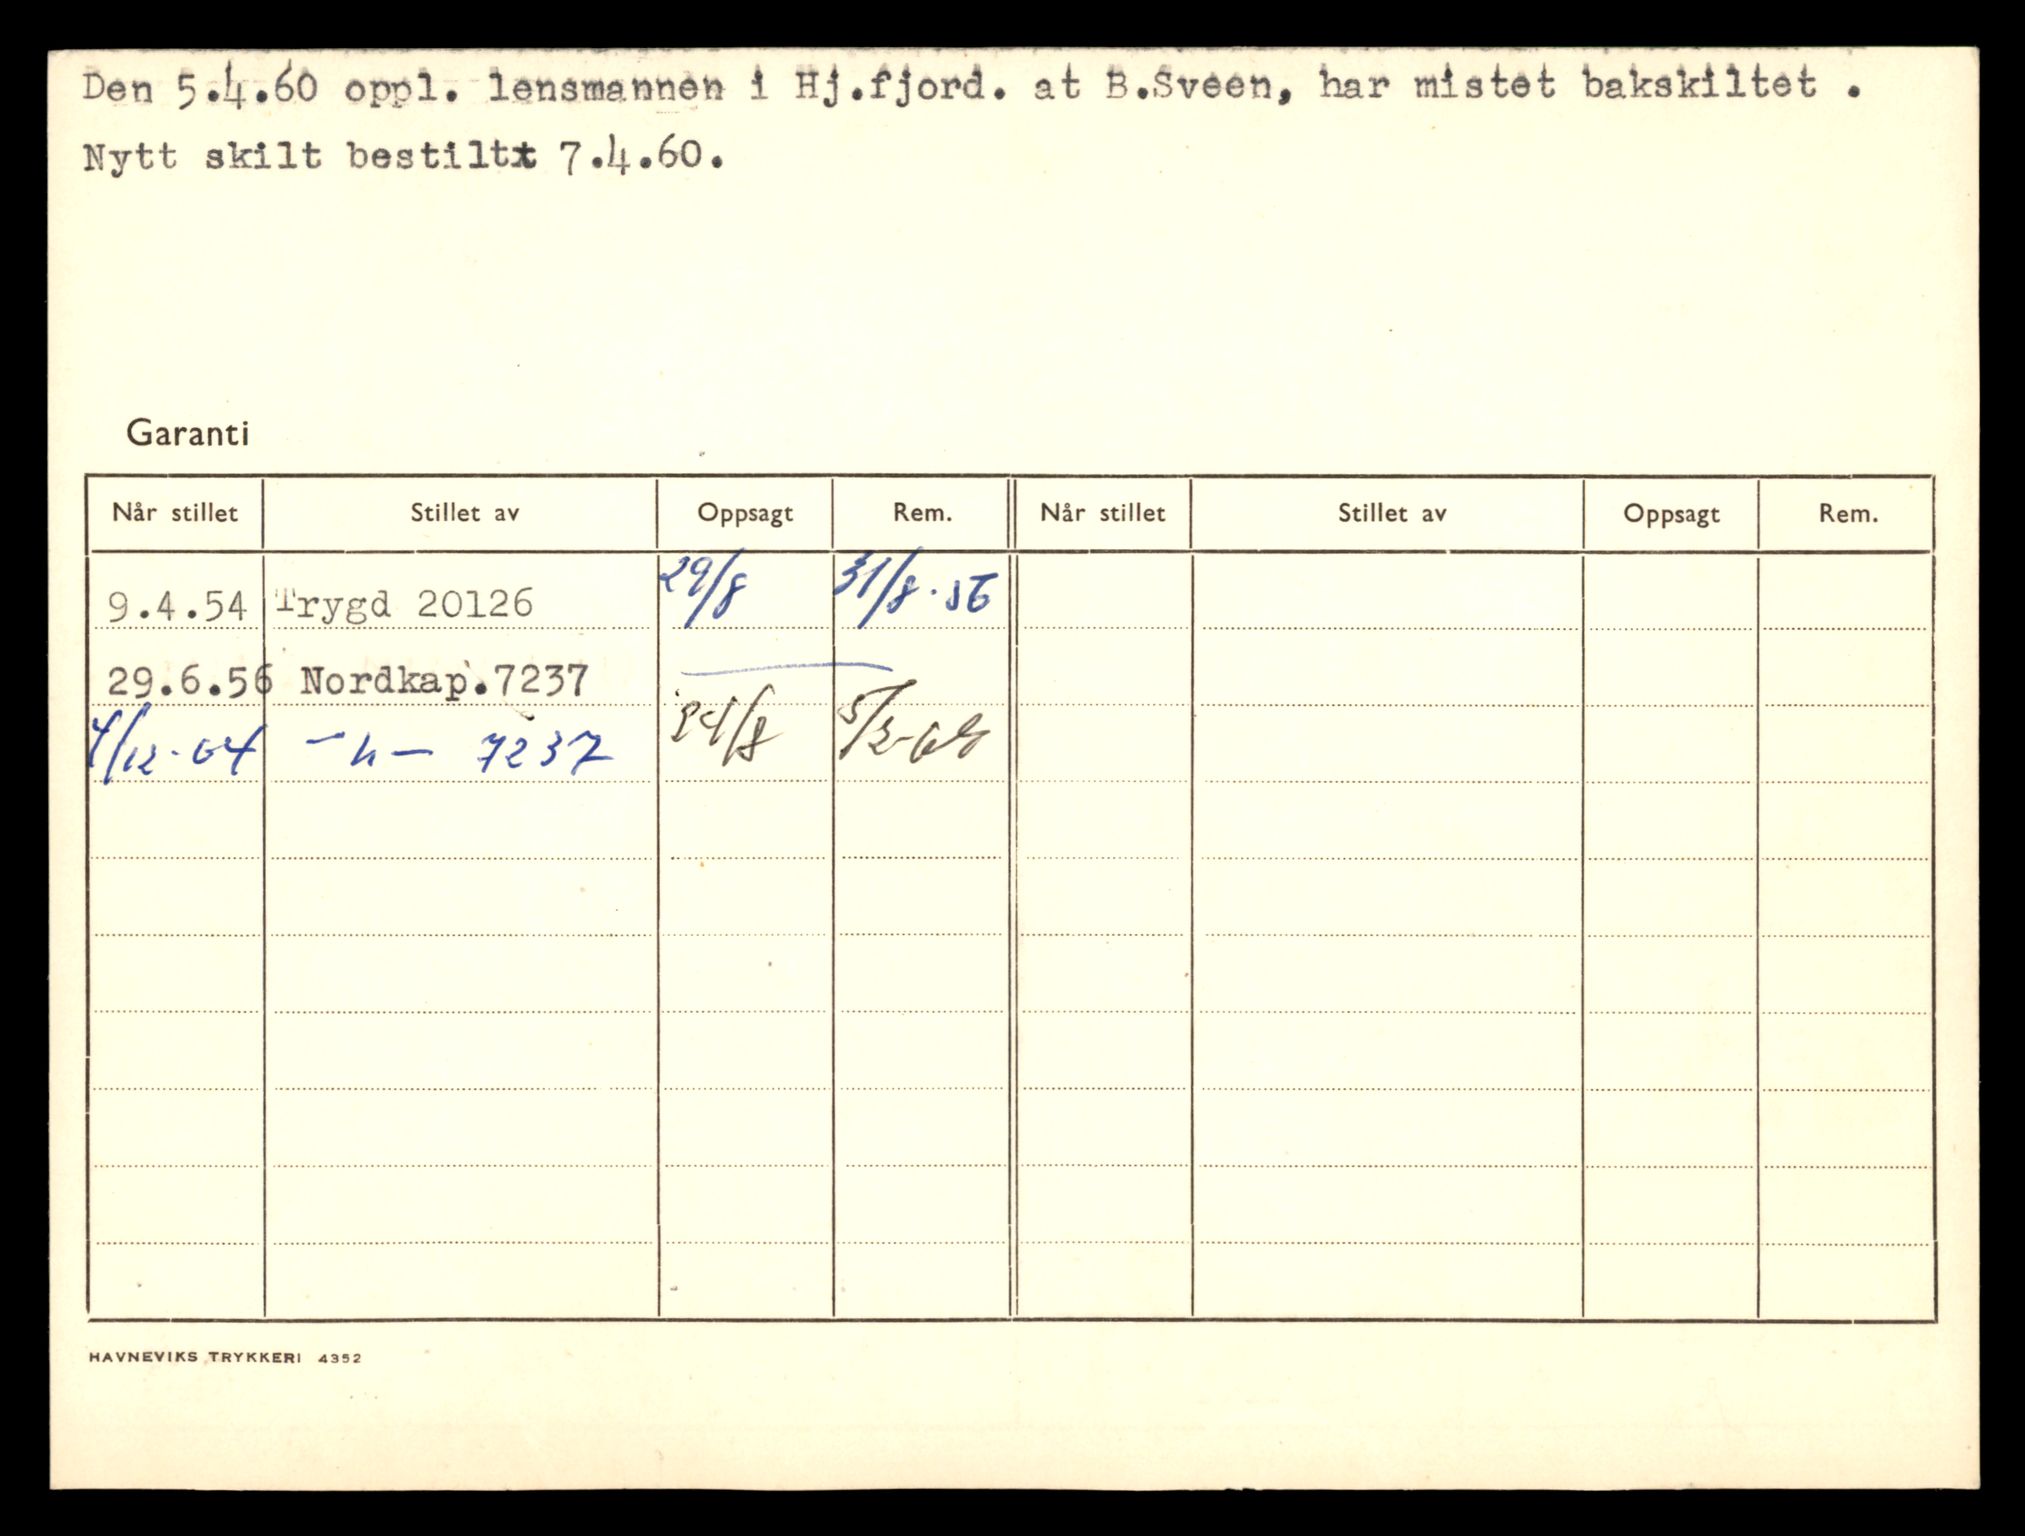 Den 5.4.60 oppl. lensmannen i Hj.fjord. at B.Sveen, har mistet bakskiltet .
Nytt skilt bestilt 7.4.60.
Garanti
Når stillet Stillet av Oppsagt Rem. Når stillet Stillet av Oppsagt Rem.
9.4.54 Trygd 20126 29/8 31/8.56
29.6.56 Nordkap.7237
4/12-64 -"- 7237
HAVNEVIKS TRYKKERI 4352